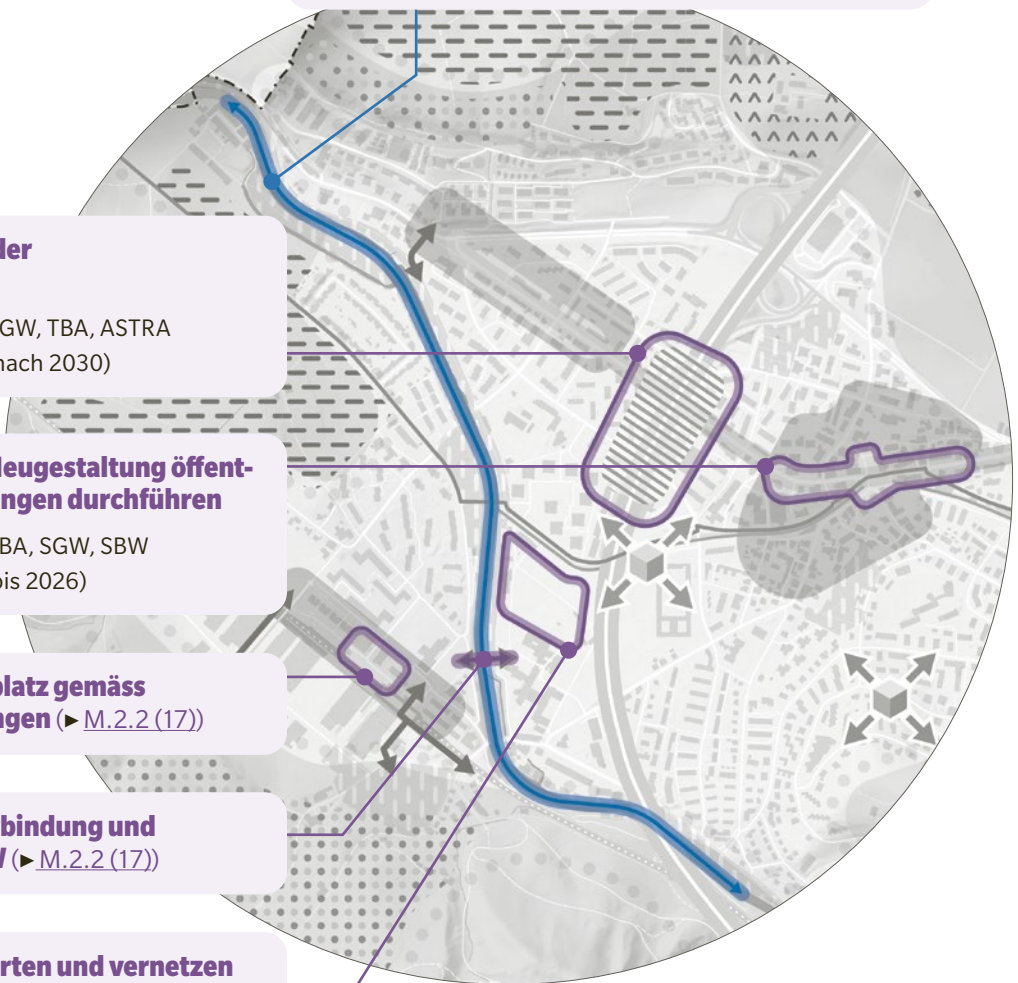 der
GW, TBA, ASTRA
nach 2030)
Neugestaltung öffent-
ngen durchführen
BA, SGW, SBW
bis 2026)
platz gemäss
ngen (► M.2.2 (17))
bindung und
(► M.2.2 (17))
rten und vernetzen